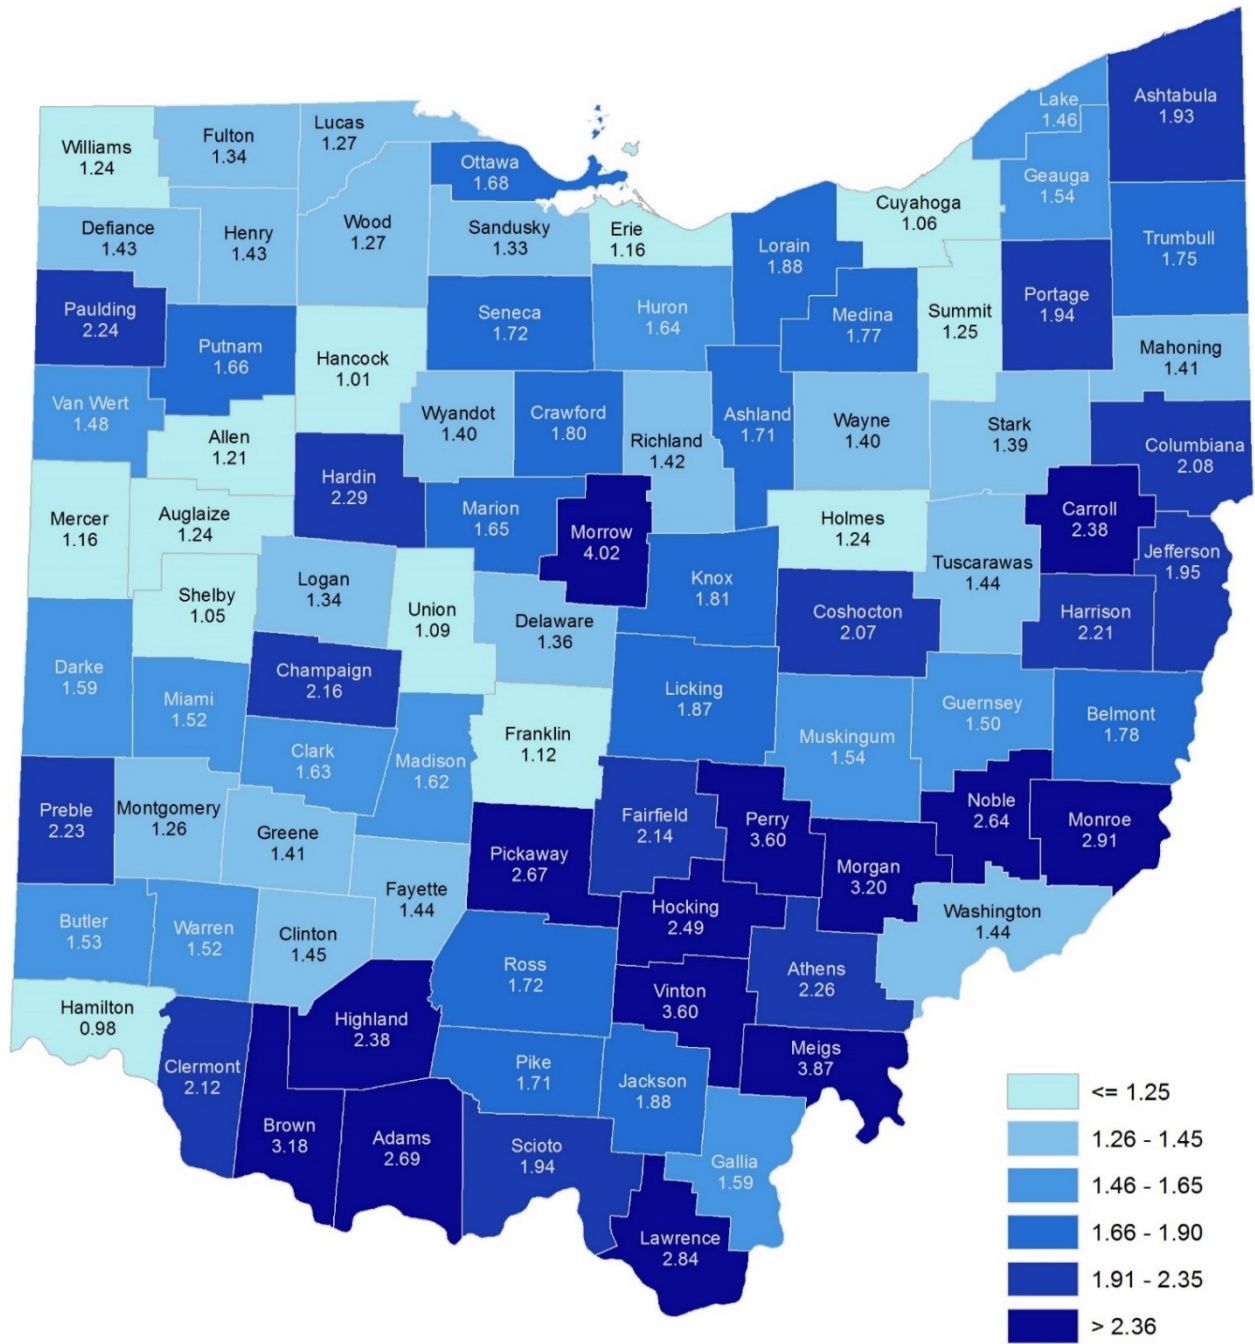 Ashtabula
1.93
Lake
1.46
Williams
1.24
Fulton
1.34
Lucas
1.27
Ottawa
1.68
Geauga
1.54
Cuyahoga
1.06
Defiance
1.43
Henry
1.43
Wood
1.27
Sandusky
1.33
Erie
1.16
Lorain
1.88
Trumbull
1.75
Paulding
2.24
Putnam
1.66
Hancock
1.01
Seneca
1.72
Huron
1.64
Medina
1.77
Summit
1.25
Portage
1.94
Mahoning
1.41
Van Wert
1.48
Allen
1.21
Wyandot
1.40
Crawford
1.80
Richland
1.42
Ashland
1.71
Wayne
1.40
Stark
1.39
Columbiana
2.08
Hardin
2.29
Mercer
1.16
Auglaize
1.24
Marion
1.65
Morrow
4.02
Holmes
1.24
Carroll
2.38
Tuscarawas
1.44
Jefferson
1.95
Shelby
1.05
Logan
1.34
Union
1.09
Delaware
1.36
Knox
1.81
Coshocton
2.07
Harrison
2.21
Darke
1.59
Miami
1.52
Champaign
2.16
Licking
1.87
Guernsey
1.50
Belmont
1.78
Clark
1.63
Madison
1.62
Franklin
1.12
Muskingum
1.54
Preble
2.23
Montgomery
1.26
Greene
1.41
Fairfield
2.14
Perry
3.60
Noble
2.64
Monroe
2.91
Pickaway
2.67
Morgan
3.20
Fayette
1.44
Hocking
2.49
Washington
1.44
Butler
1.53
Warren
1.52
Clinton
1.45
Ross
1.72
Vinton
3.60
Athens
2.26
Hamilton
0.98
Highland
2.38
Meigs
3.87
Clermont
2.12
Pike
1.71
Jackson
1.88
Brown
3.18
Adams
2.69
Scioto
1.94
Gallia
1.59
Lawrence
2.84
<= 1.25
1.26 - 1.45
1.46 - 1.65
1.66 - 1.90
1.91 - 2.35
> 2.36